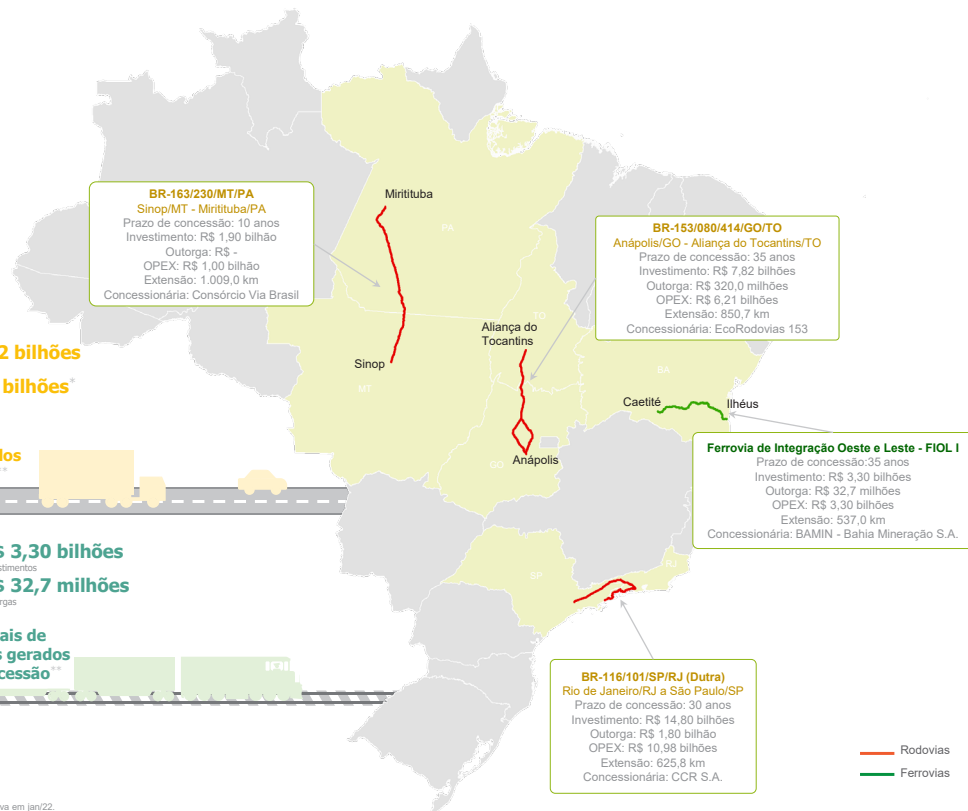 Miritituba
BR-163/230/MT/PA
Sinop/MT - Miritituba/PA
Prazo de concessão: 10 anos
Investimento: R$ 1,90 bilhão
Outorga: R$ -
OPEX: R$ 1,00 bilhão
Extensão: 1.009,0 km
Concessionária: Consórcio Via Brasil
PA
BR-153/080/414/GO/TO
Anápolis/GO - Aliança do Tocantins/TO
Prazo de concessão: 35 anos
Investimento: R$ 7,82 bilhões
Outorga: R$ 320,0 milhões
OPEX: R$ 6,21 bilhões
Extensão: 850,7 km
Concessionária: EcoRodovias 153
TO
Aliança do
Tocantins
2 bilhões
Sinop
bilhões*
MT
BA
Caetité
Ilhéus
Anápolis
GO
Ferrovia de Integração Oeste e Leste - FIOL I
Prazo de concessão:35 anos
Investimento: R$ 3,30 bilhões
Outorga: R$ 32,7 milhões
OPEX: R$ 3,30 bilhões
Extensão: 537,0 km
Concessionária: BAMIN - Bahia Mineração S.A.
**
$ 3,30 bilhões
stimentos
$ 32,7 milhões
rgas
SP
RJ
ais de
s gerados
cessão**
BR-116/101/SP/RJ (Dutra)
Rio de Janeiro/RJ a São Paulo/SP
Prazo de concessão: 30 anos
Investimento: R$ 14,80 bilhões
Outorga: R$ 1,80 bilhão
OPEX: R$ 10,98 bilhões
Extensão: 625,8 km
Concessionária: CCR S.A.
Rodovias
Ferrovias
va em jan/22.